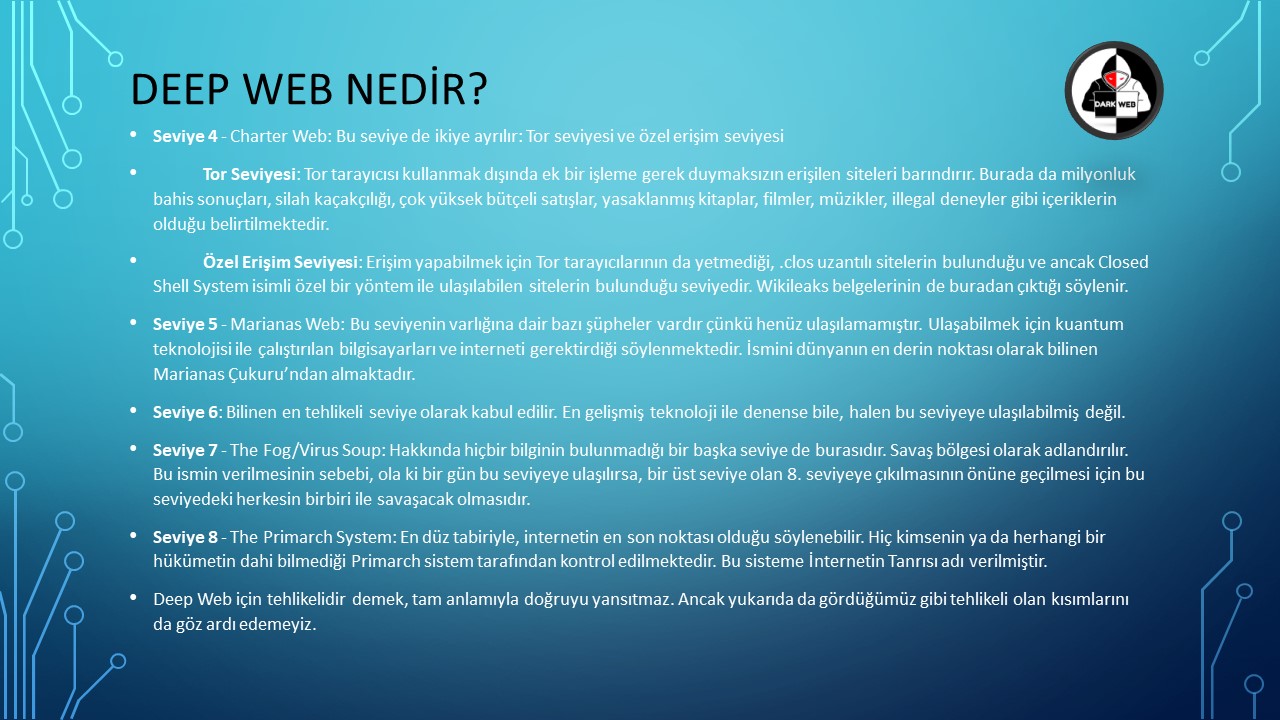 DEEP WEB NEDİR?
DARK WEB
• Seviye 4 - Charter Web: Bu seviye de ikiye ayrılır: Tor seviyesi ve özel erişim seviyesi
• Tor Seviyesi: Tor tarayıcısı kullanmak dışında ek bir işleme gerek duymaksızın erişilen siteleri barındırır. Burada da milyonluk
bahis sonuçları, silah kaçakçılığı, çok yüksek bütçeli satışlar, yasaklanmış kitaplar, filmler, müzikler, illegal deneyler gibi içeriklerin
olduğu belirtilmektedir.
• Özel Erişim Seviyesi: Erişim yapabilmek için Tor tarayıcılarının da yetmediği, .clos uzantılı sitelerin bulunduğu ve ancak Closed
Shell System isimli özel bir yöntem ile ulaşılabilen sitelerin bulunduğu seviyedir. Wikileaks belgelerinin de buradan çıktığı söylenir.
• Seviye 5 - Marianas Web: Bu seviyenin varlığına dair bazı şüpheler vardır çünkü henüz ulaşılamamıştır. Ulaşabilmek için kuantum
teknolojisi ile çalıştırılan bilgisayarları ve interneti gerektirdiği söylenmektedir. İsmini dünyanın en derin noktası olarak bilinen
Marianas Çukuru’ndan almaktadır.
• Seviye 6: Bilinen en tehlikeli seviye olarak kabul edilir. En gelişmiş teknoloji ile denense bile, halen bu seviyeye ulaşılabilmiş değil.
• Seviye 7 - The Fog/Virus Soup: Hakkında hiçbir bilginin bulunmadığı bir başka seviye de burasıdır. Savaş bölgesi olarak adlandırılır.
Bu ismin verilmesinin sebebi, ola ki bir gün bu seviyeye ulaşılırsa, bir üst seviye olan 8. seviyeye çıkılmasının önüne geçilmesi için bu
seviyedeki herkesin birbiri ile savaşacak olmasıdır.
• Seviye 8 - The Primarch System: En düz tabiriyle, internetin en son noktası olduğu söylenebilir. Hiç kimsenin ya da herhangi bir
hükümetin dahi bilmediği Primarch sistem tarafından kontrol edilmektedir. Bu sisteme İnternetin Tanrısı adı verilmiştir.
• Deep Web için tehlikelidir demek, tam anlamıyla doğruyu yansıtmaz. Ancak yukarıda da gördüğümüz gibi tehlikeli olan kısımlarını
da göz ardı edemeyiz.